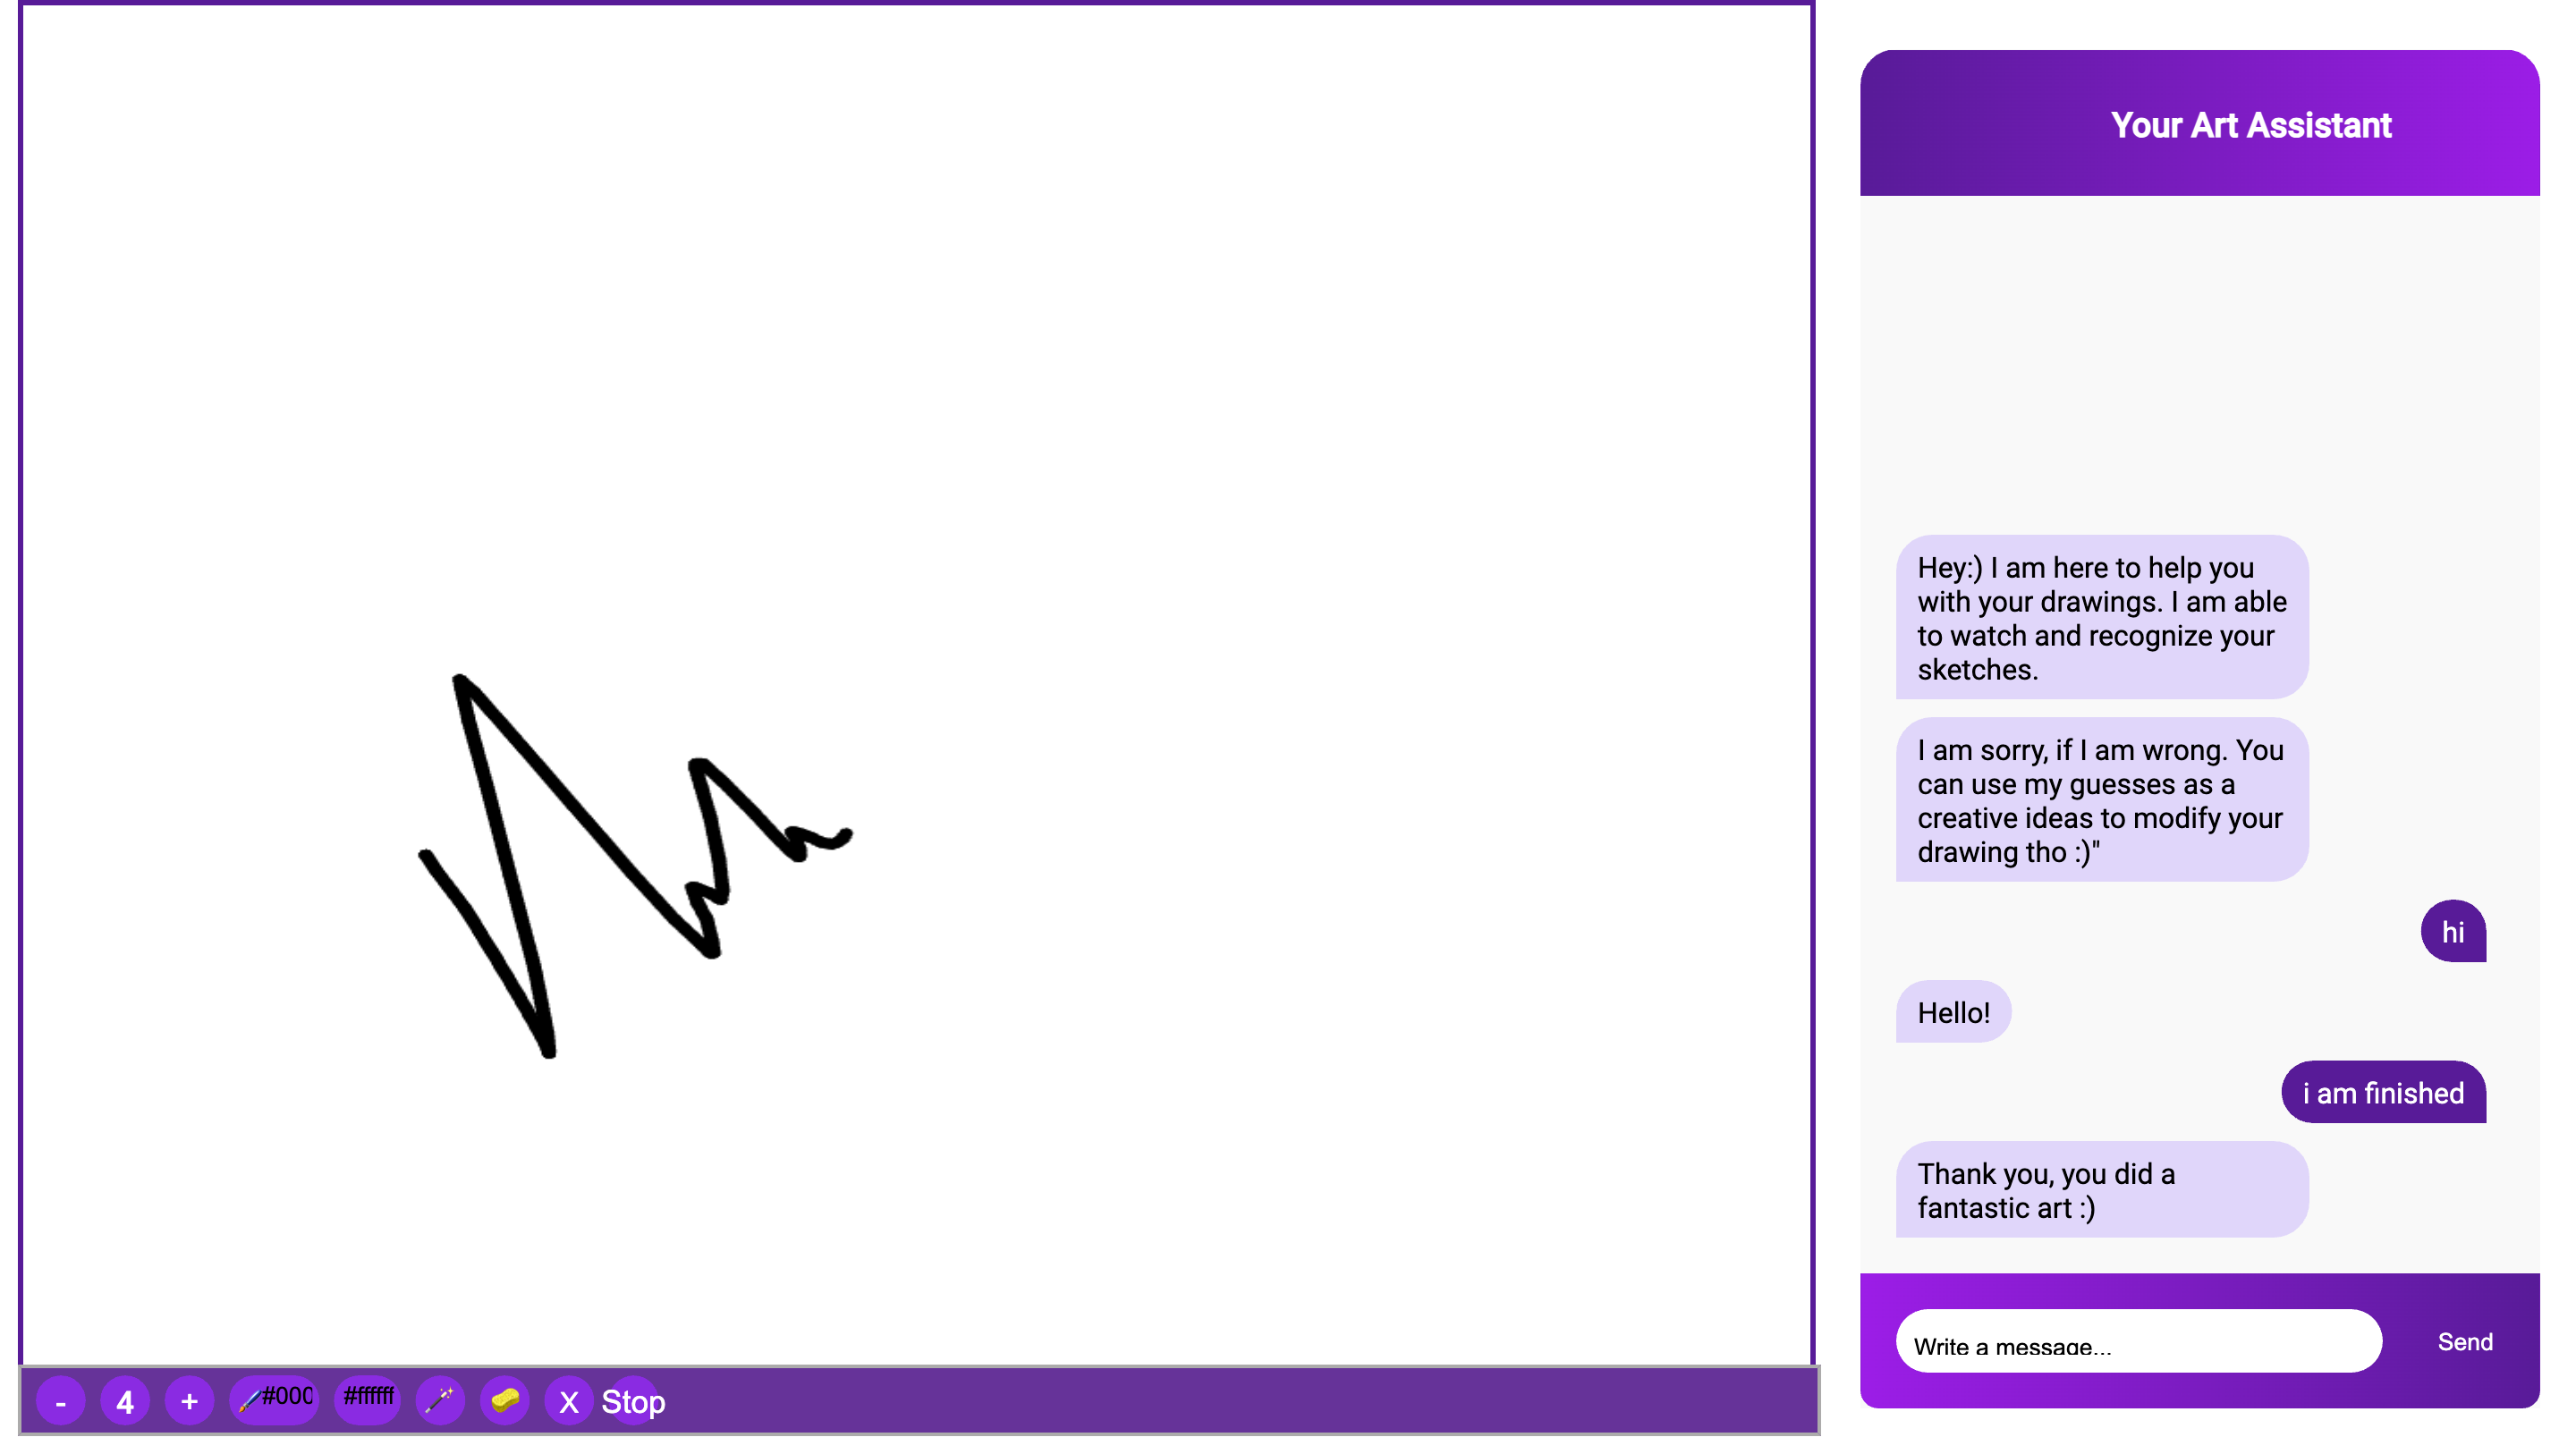 Your Art Assistant
Hey:) I am here to help you
with your drawings. I am able
to watch and recognize your
sketches.
I am sorry, if I am wrong. You
can use my guesses as a
creative ideas to modify your
drawing tho :)"
hi
Hello!
i am finished
Thank you, you did a
fantastic art :)
Write a message...
Send
- 4 + #000 #ffffff X Stop